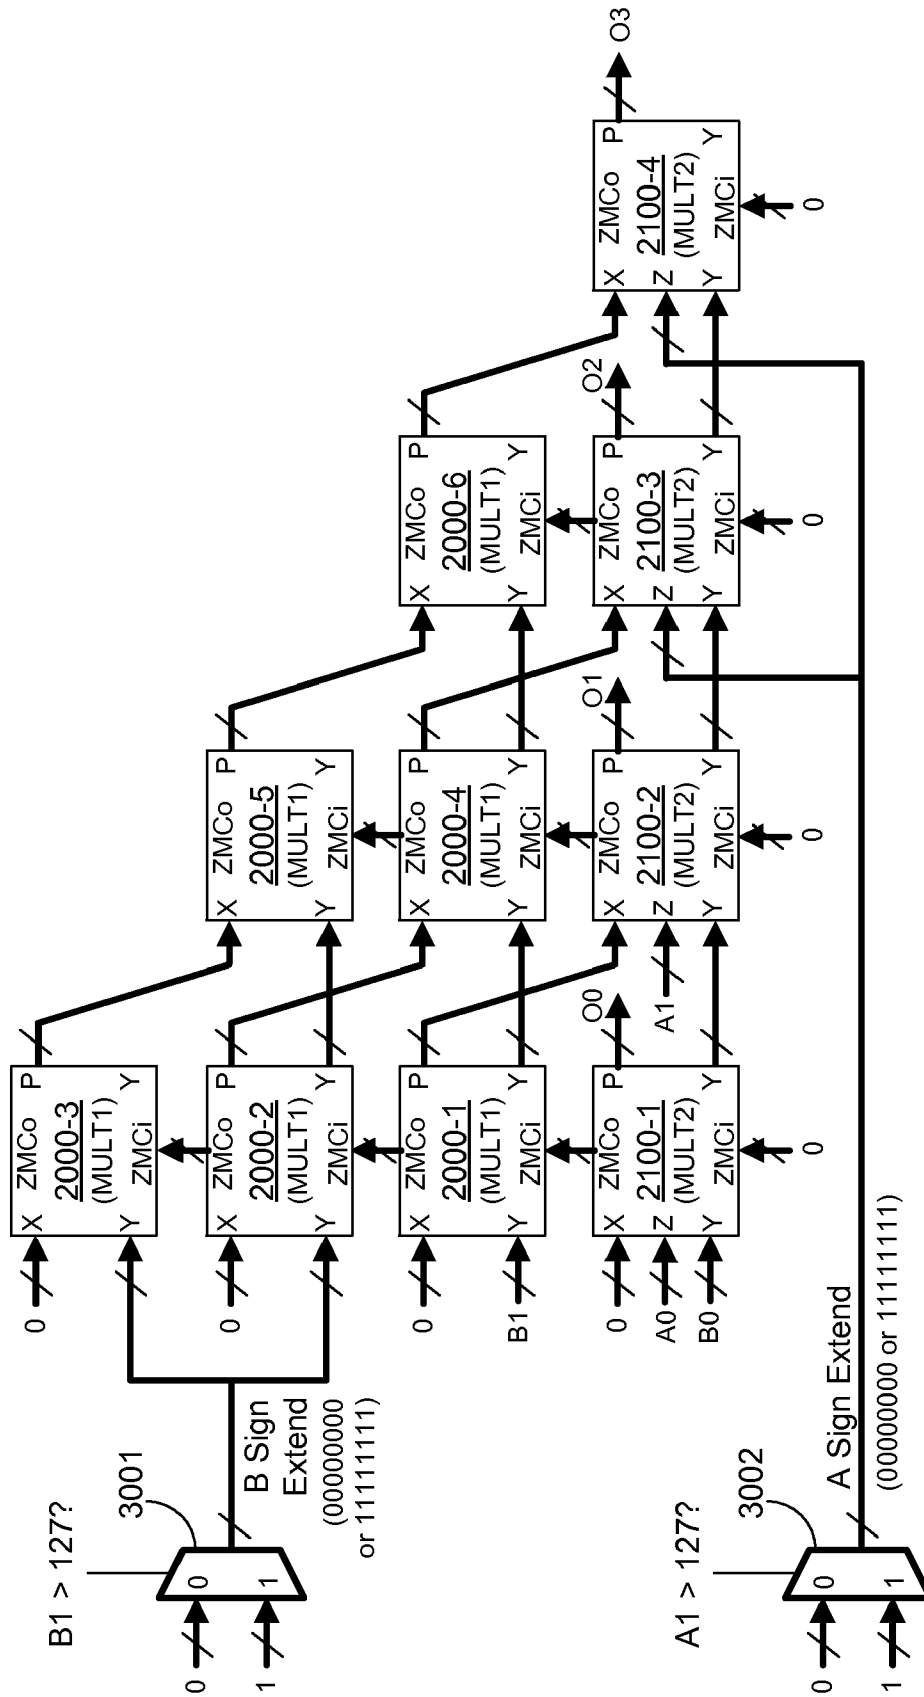 B1 > 127?
3001
0
1
0
1
B Sign
Extend
(00000000
or 11111111)
A1 > 127?
3002
0
1
0
1
A Sign Extend
(00000000 or 11111111)
0
X
ZMCo
P
2000-3
(MULT1)
Y
ZMCi
Y
0
X
ZMCo
P
2000-2
(MULT1)
Y
ZMCi
Y
0
B1
X
ZMCo
P
2000-1
(MULT1)
Y
ZMCi
Y
0
A0
B0
X
ZMCo
P
Z
2100-1
(MULT2)
Y
ZMCi
Y
0
O0
X
ZMCo
P
2000-5
(MULT1)
Y
ZMCi
Y
X
ZMCo
P
2000-4
(MULT1)
Y
ZMCi
Y
A1
X
ZMCo
P
Z
2100-2
(MULT2)
Y
ZMCi
Y
0
O1
X
ZMCo
P
2000-6
(MULT1)
Y
ZMCi
Y
X
ZMCo
P
Z
2100-3
(MULT2)
Y
ZMCi
Y
0
O2
X
ZMCo
P
Z
2100-4
(MULT2)
Y
ZMCi
Y
0
O3